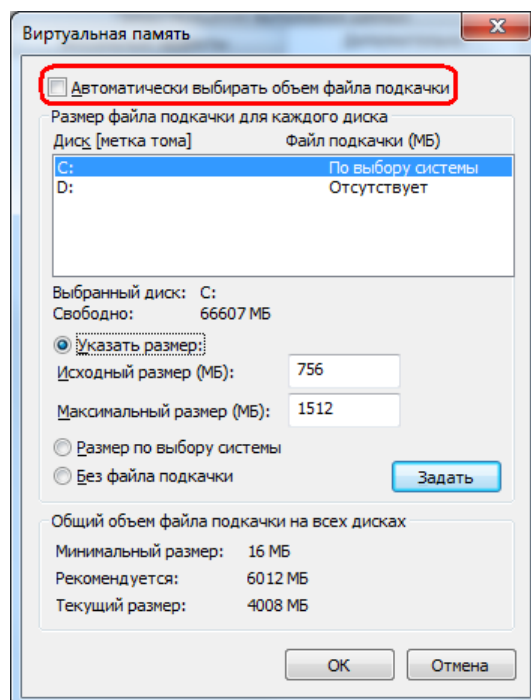 Виртуальная память
Автоматически выбирать объем файла подкачки
Размер файла подкачки для каждого диска
Диск [метка тома] Файл подкачки (МБ)
C: По выбору системы
D: Отсутствует
Выбранный диск: C:
Свободно: 66607 МБ
Указать размер:
Исходный размер (МБ): 756
Максимальный размер (МБ): 1512
Размер по выбору системы
Без файла подкачки
Задать
Общий объем файла подкачки на всех дисках
Минимальный размер: 16 МБ
Рекомендуется: 6012 МБ
Текущий размер: 4008 МБ
ОК Отмена